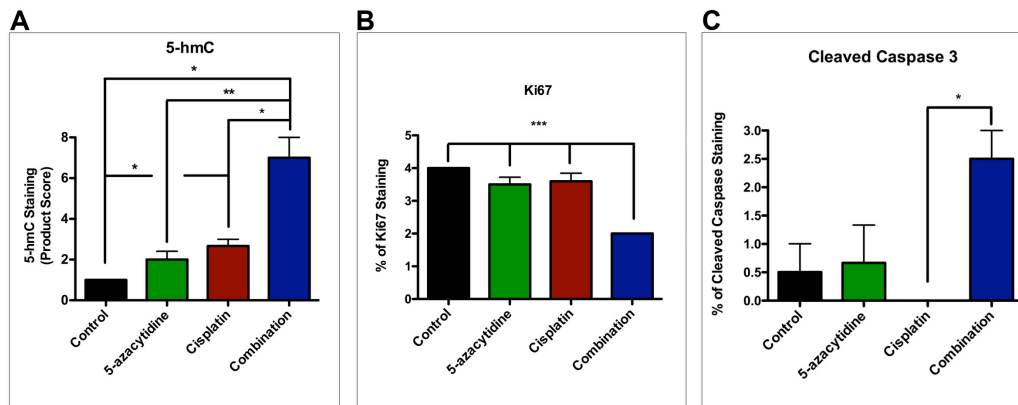 A
5-hmC
*
**
*
*
8
6
4
2
0
5-hmC Staining
(Product Score)
Control
5-azacytidine
Cisplatin
Combination
B
Ki67
***
5
4
3
2
1
0
% of Ki67 Staining
Control
5-azacytidine
Cisplatin
Combination
C
Cleaved Caspase 3
*
3.0
2.5
2.0
1.5
1.0
0.5
0.0
% of Cleaved Caspase Staining
Control
5-azacytidine
Cisplatin
Combination